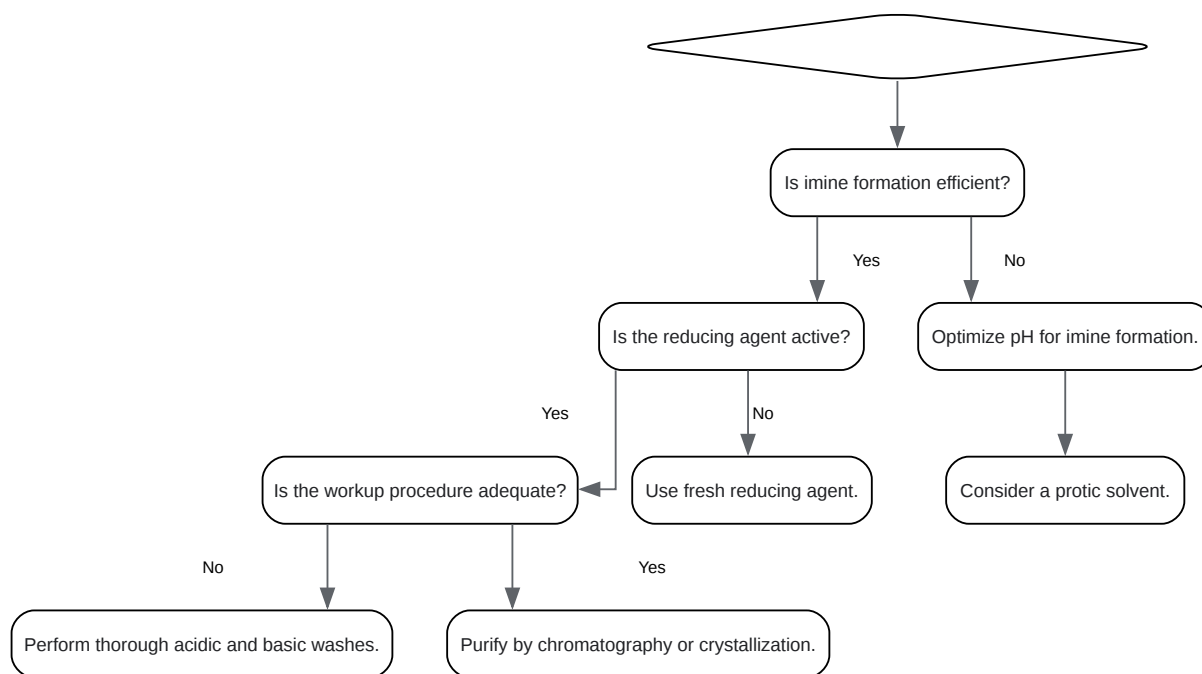 Is imine formation efficient?
Yes
No
Is the reducing agent active?
Optimize pH for imine formation.
Yes
No
Is the workup procedure adequate?
Use fresh reducing agent.
Consider a protic solvent.
No
Yes
Perform thorough acidic and basic washes.
Purify by chromatography or crystallization.